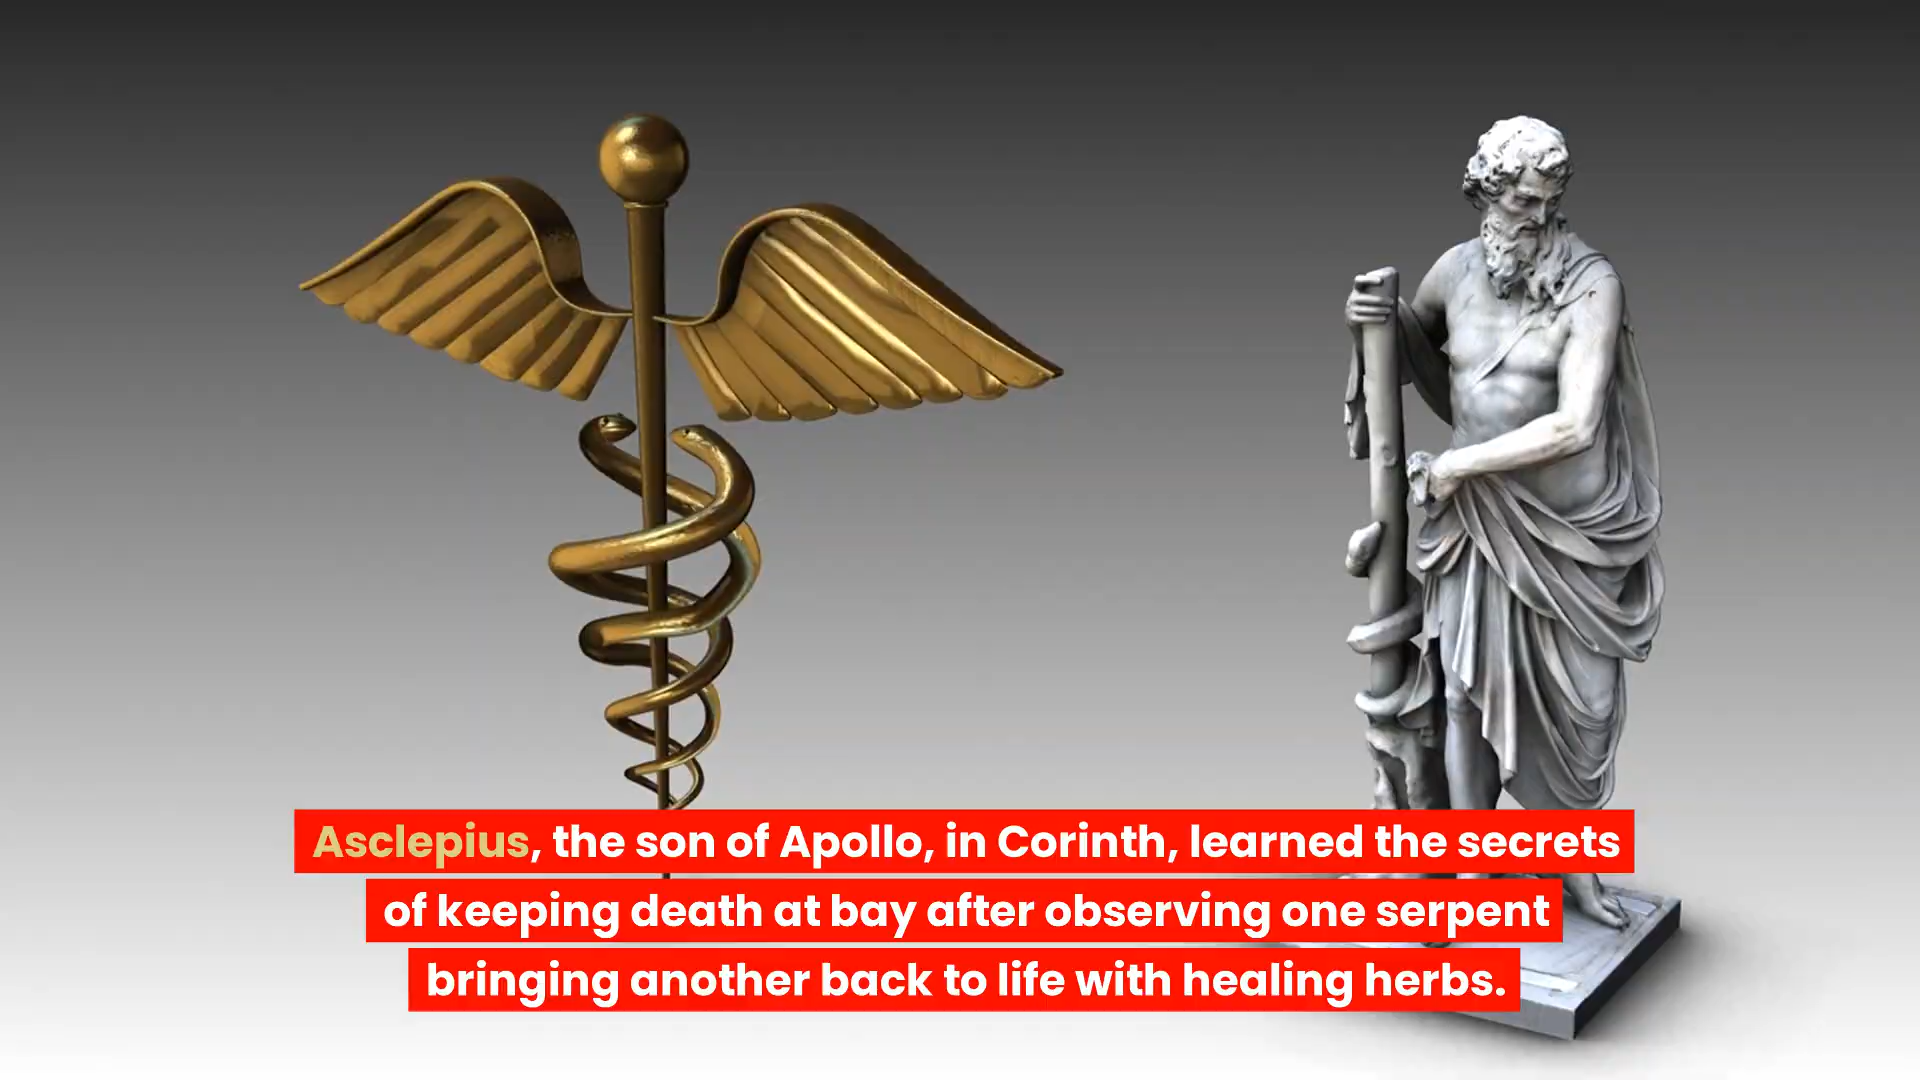 Asclepius, the son of Apollo, in Corinth, learned the secrets
of keeping death at bay after observing one serpent
bringing another back to life with healing herbs.